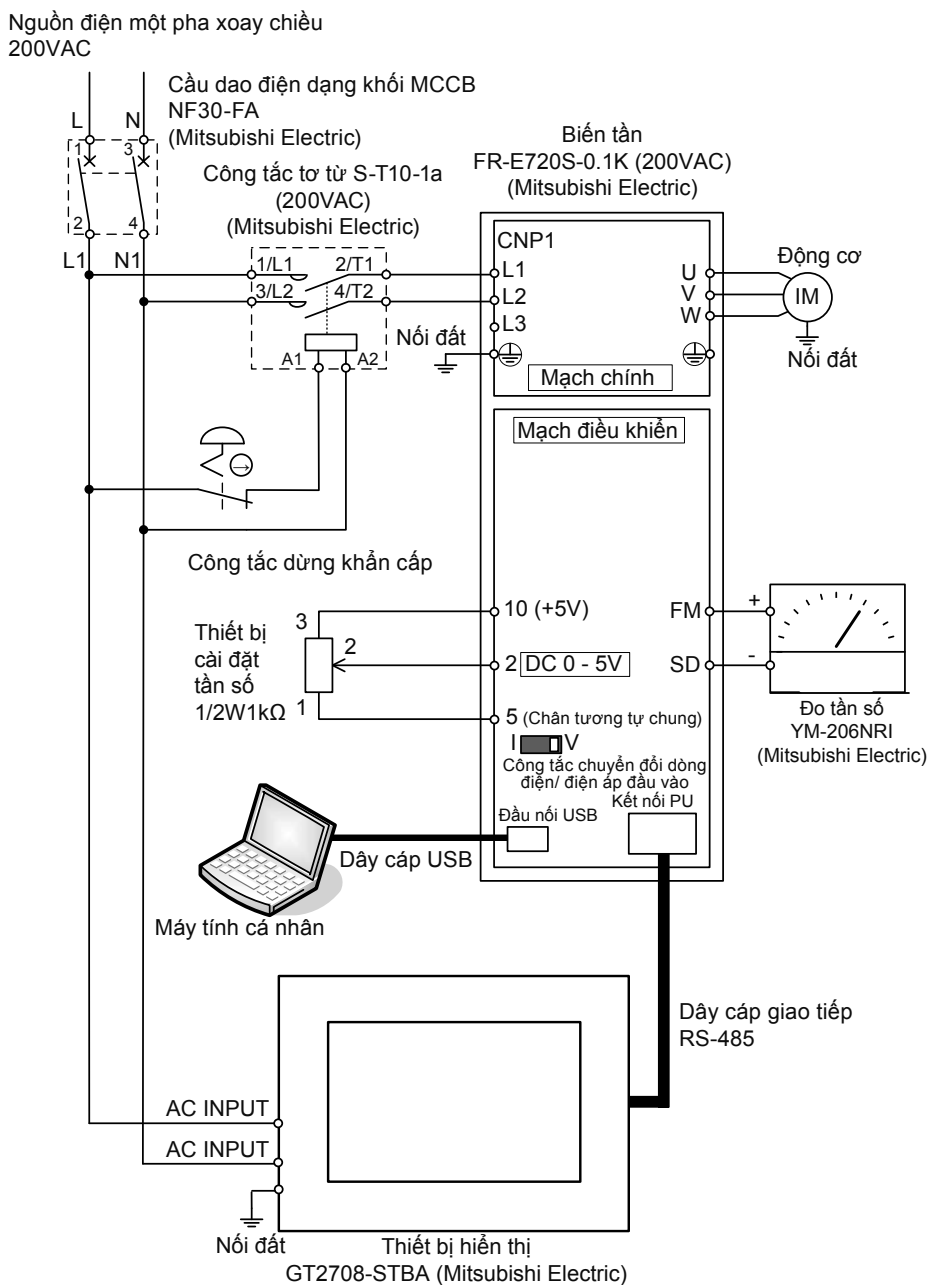 Nguồn điện một pha xoay chiều
200VAC
Cầu dao điện dạng khối MCCB
NF30-FA
(Mitsubishi Electric)
L
N
1
3
2
4
L1
N1
Công tắc tơ từ S-T10-1a
(200VAC)
(Mitsubishi Electric)
1/L1
2/T1
3/L2
4/T2
A1
A2
Biến tần
FR-E720S-0.1K (200VAC)
(Mitsubishi Electric)
CNP1
L1
L2
L3
U
V
W
Động cơ
IM
Nối đất
Nối đất
Mạch chính
Mạch điều khiển
Công tắc dừng khẩn cấp
Thiết bị
cài đặt
tần số
1/2W1kΩ
3
2
1
10 (+5V)
2
DC 0 - 5V
5 (Chân tương tự chung)
I
V
Công tắc chuyển đổi dòng
điện/ điện áp đầu vào
Đầu nối USB
Kết nối PU
FM
SD
+
-
Đo tần số
YM-206NRI
(Mitsubishi Electric)
Dây cáp USB
Máy tính cá nhân
Dây cáp giao tiếp
RS-485
AC INPUT
AC INPUT
Nối đất
Thiết bị hiển thị
GT2708-STBA (Mitsubishi Electric)